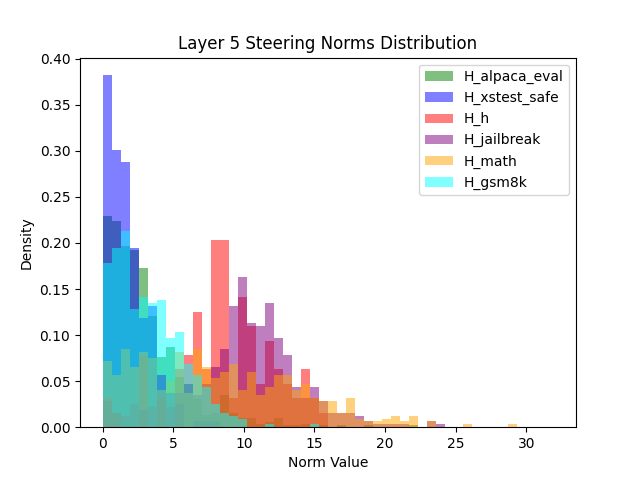 Layer 5 Steering Norms Distribution
0.40
0.35
0.30
0.25
0.20
0.15
0.10
0.05
0.00
Density
H_alpaca_eval
H_xstest_safe
H_h
H_jailbreak
H_math
H_gsm8k
0 5 10 15 20 25 30
Norm Value